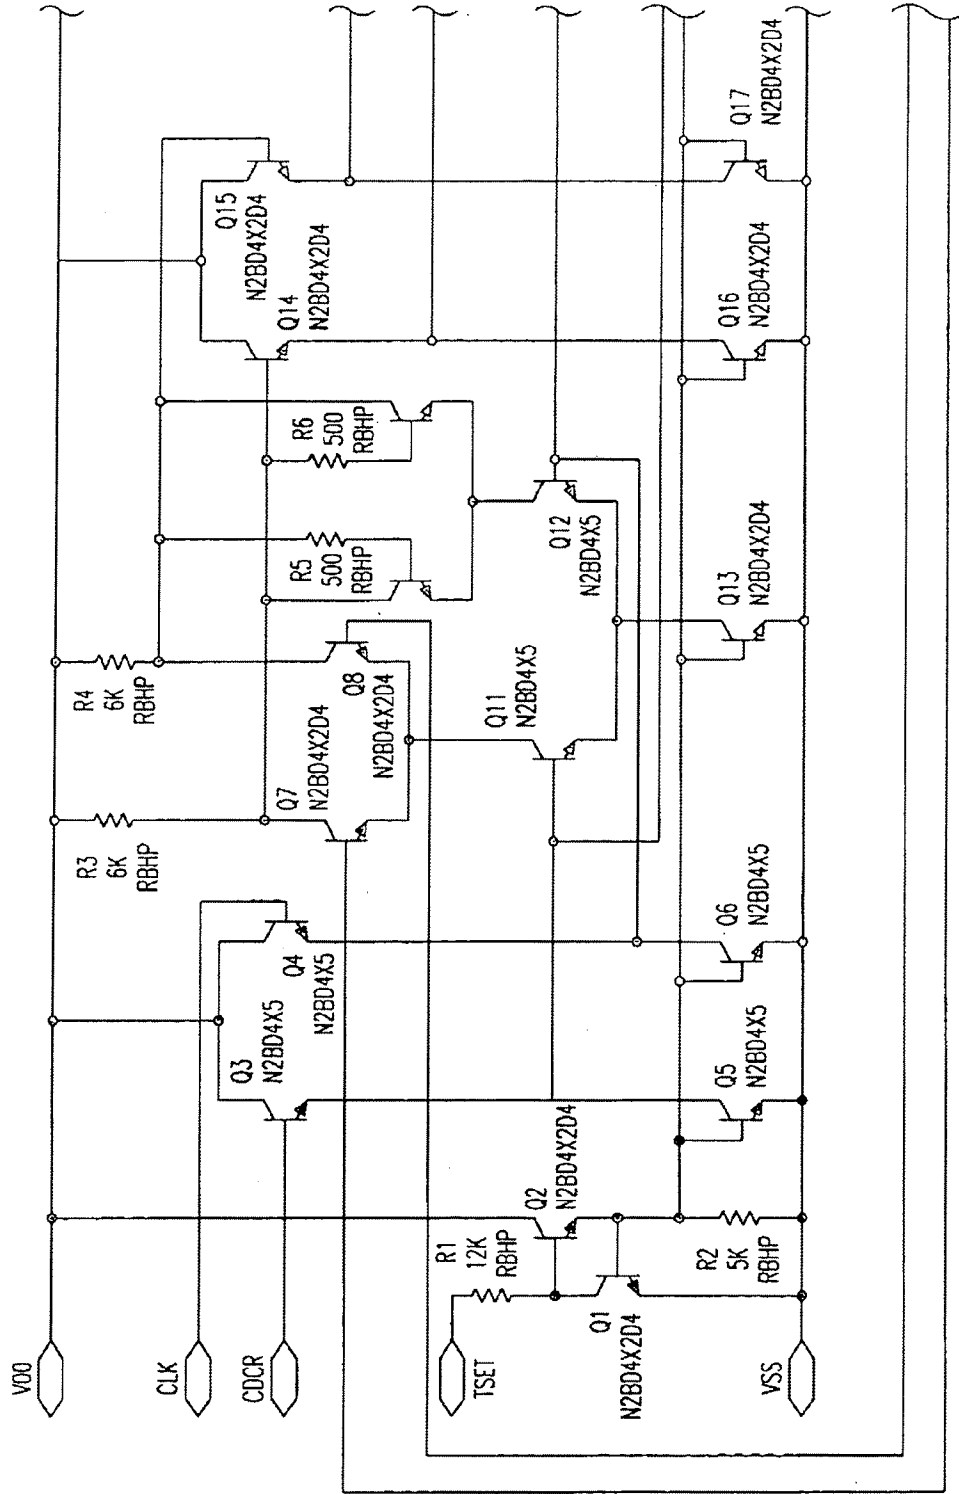 VOO
CLK
CDCR
TSET
VSS
R1
12K
RBHP
Q1
N2BD4X2D4
Q2
N2BD4X2D4
R2
5K
RBHP
Q3
N2BD4X5
Q4
N2BD4X5
Q5
N2BD4X5
Q6
N2BD4X5
R3
6K
RBHP
R4
6K
RBHP
Q7
N2BD4X2D4
Q8
N2BD4X2D4
R5
500
RBHP
R6
500
RBHP
Q11
N2BD4X5
Q12
N2BD4X5
Q13
N2BD4X2D4
Q14
N2BD4X2D4
Q15
N2BD4X2D4
Q16
N2BD4X2D4
Q17
N2BD4X2D4